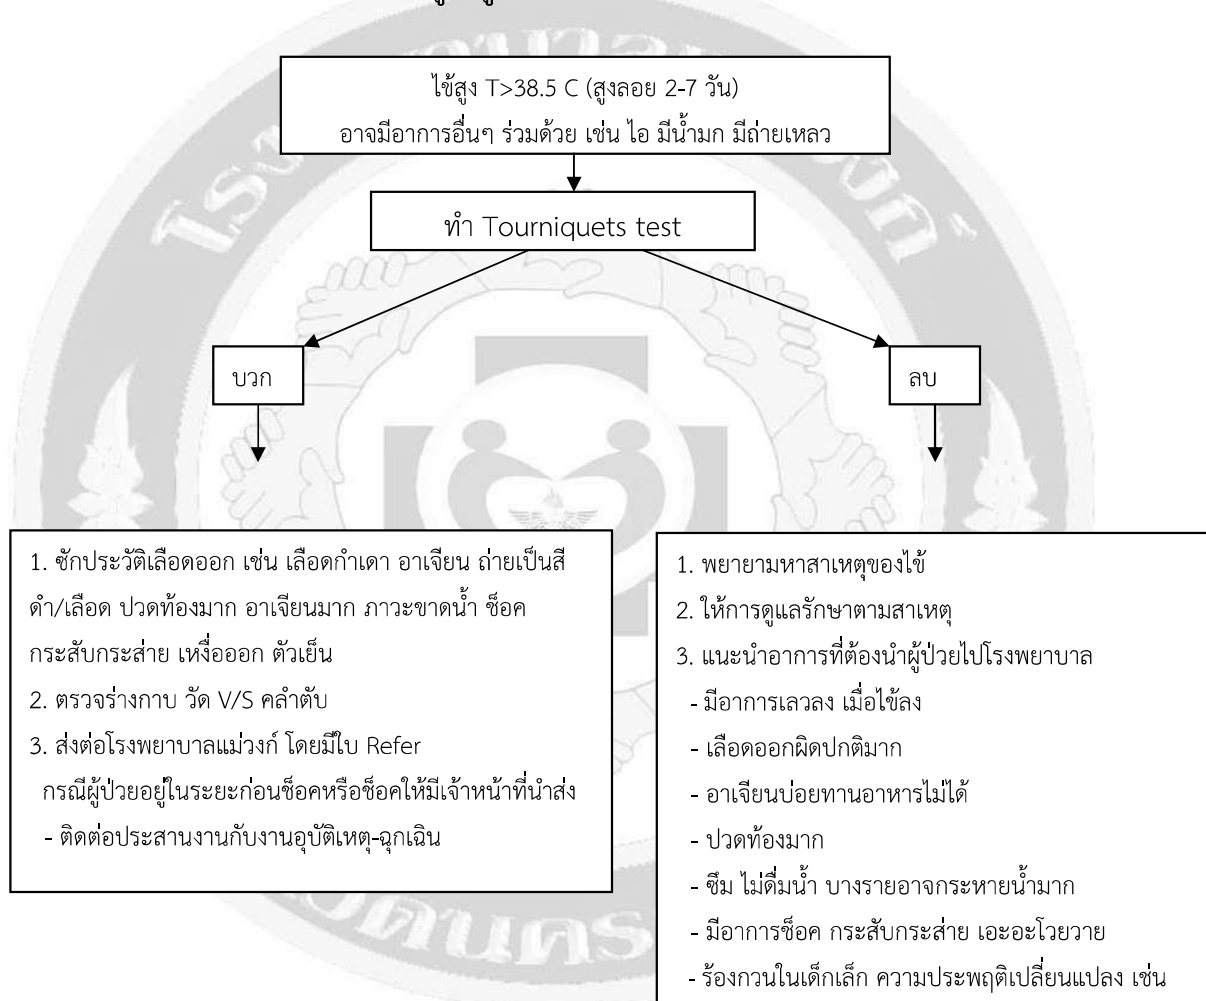 ไข้สูง T>38.5 C (สูงลอย 2-7 วัน)
อาจมีอาการอื่นๆ ร่วมด้วย เช่น ไอ มีน้ำมูก มีถ่ายเหลว
ทำ Tourniquets test
บวก
ลบ
1. ซักประวัติเลือดออก เช่น เลือดกำเดา อาเจียน ถ่ายเป็นสี
ดำ/เลือด ปวดท้องมาก อาเจียนมาก ภาวะขาดน้ำ ช็อค
กระสับกระส่าย เหงื่อออก ตัวเย็น
2. ตรวจร่างกาบ วัด V/S คลำตับ
3. ส่งต่อโรงพยาบาลแม่วงก์ โดยมีใบ Refer
กรณีผู้ป่วยอยู่ในระยะก่อนช็อคหรือช็อคให้มีเจ้าหน้าที่นำส่ง
- ติดต่อประสานงานกับงานอุบัติเหตุ-ฉุกเฉิน
1. พยายามหาสาเหตุของไข้
2. ให้การดูแลรักษาตามสาเหตุ
3. แนะนำอาการที่ต้องนำผู้ป่วยไปโรงพยาบาล
- มีอาการเลวลง เมื่อไข้ลง
- เลือดออกผิดปกติมาก
- อาเจียนบ่อยทานอาหารไม่ได้
- ปวดท้องมาก
- ซึม ไม่ดื่มน้ำ บางรายอาจกระหายน้ำมาก
- มีอาการช็อค กระสับกระส่าย เอะอะโวยวาย
- ร้องกวนในเด็กเล็ก ความประพฤติเปลี่ยนแปลง เช่น